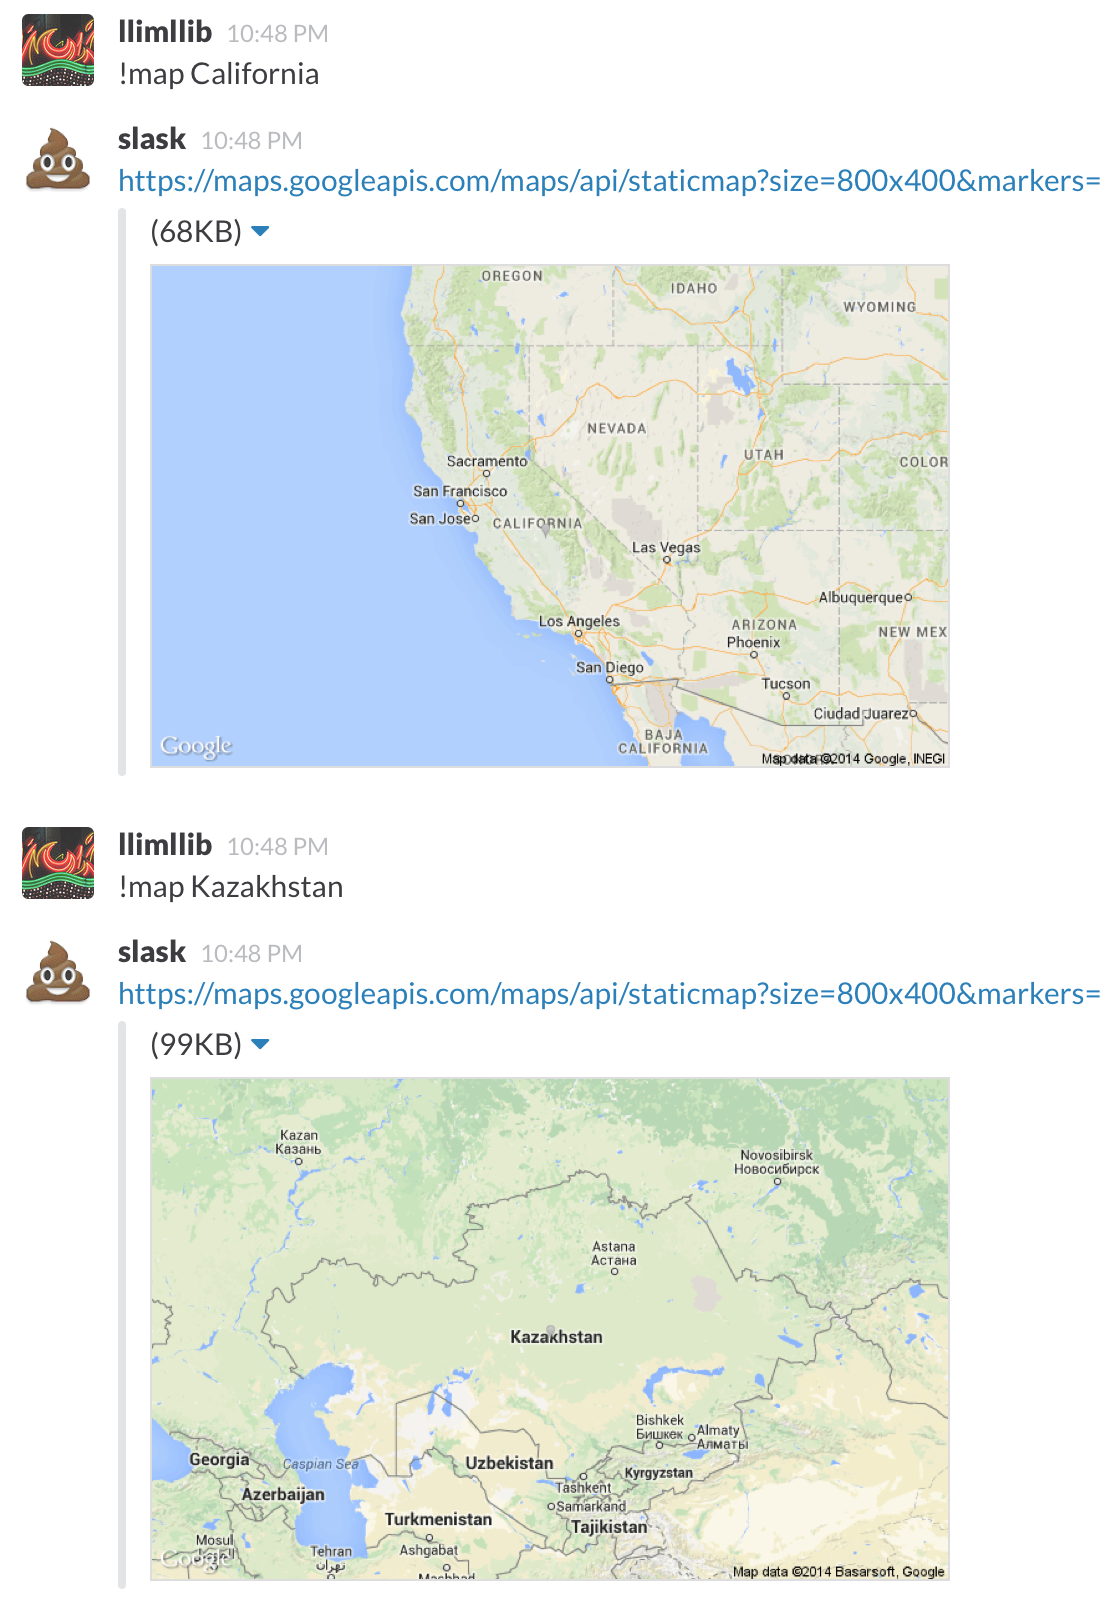 llimllib 10:48 PM
!map California
slask 10:48 PM
https://maps.googleapis.com/maps/api/staticmap?size=800x400&markers=
(68KB)
OREGON
IDAHO
WYOMING
NEVADA
UTAH
COLOR
Sacramento
San Francisco
San Jose
CALIFORNIA
Las Vegas
Albuquerque
Los Angeles
ARIZONA
NEW MEX
Phoenix
San Diego
Tucson
Ciudad Juarez
BAJA
CALIFORNIA
Google
Map data ©2014 Google, INEGI
llimllib 10:48 PM
!map Kazakhstan
slask 10:48 PM
https://maps.googleapis.com/maps/api/staticmap?size=800x400&markers=
(99KB)
Kazan
Казань
Novosibirsk
Новосибирск
Astana
Астана
Kazakhstan
Bishkek
Бишкек
Almaty
Алматы
Georgia
Caspian Sea
Uzbekistan
Kyrgyzstan
Azerbaijan
Tashkent
Samarkand
Turkmenistan
Tajikistan
Mosul
Tehran
تهران
Ashgabat
Google
Map data ©2014 Basarsoft, Google